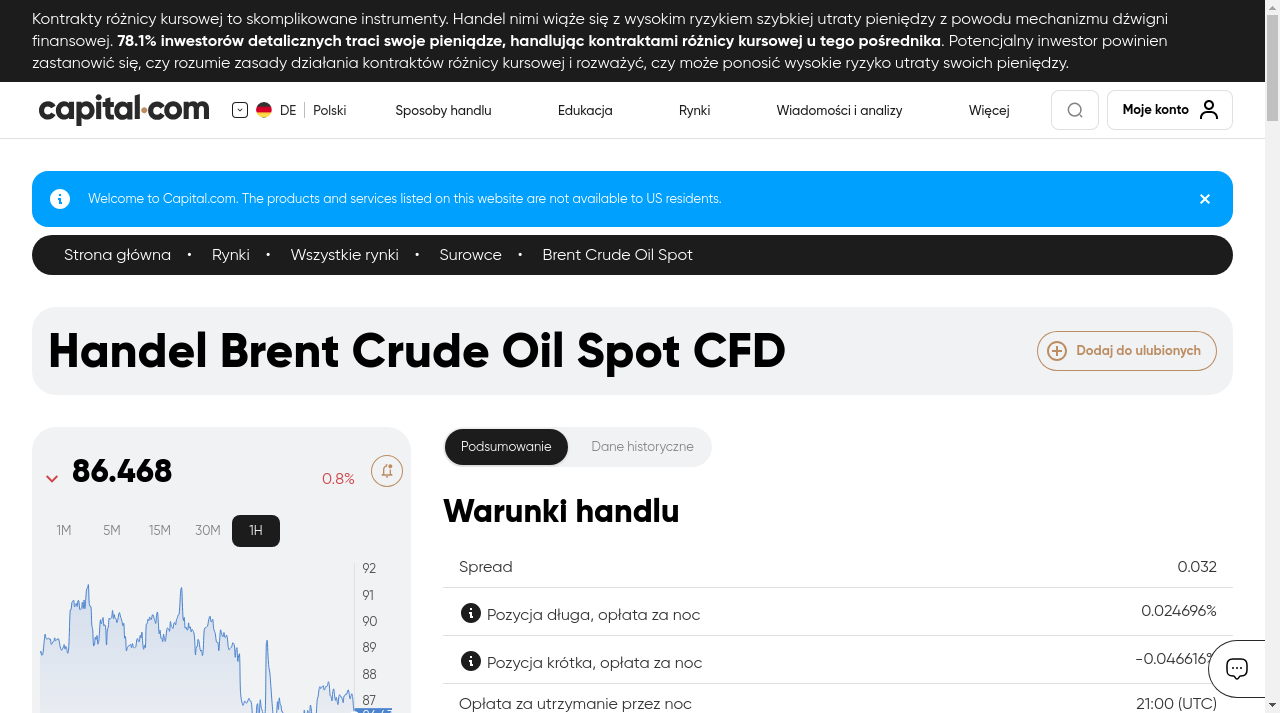 Kontrakty różnicy kursowej to skomplikowane instrumenty. Handel nimi wiąże się z wysokim ryzykiem szybkiej utraty pieniędzy z powodu mechanizmu dźwigni
finansowej. 78.1% inwestorów detalicznych traci swoje pieniądze, handlując kontraktami różnicy kursowej u tego pośrednika. Potencjalny inwestor powinien
zastanowić się, czy rozumie zasady działania kontraktów różnicy kursowej i rozważyć, czy może ponosić wysokie ryzyko utraty swoich pieniędzy.
capital.com DE Polski Sposoby handlu Edukacja Rynki Wiadomości i analizy Więcej Moje konto
Welcome to Capital.com. The products and services listed on this website are not available to US residents.
Strona główna • Rynki • Wszystkie rynki • Surowce • Brent Crude Oil Spot
Handel Brent Crude Oil Spot CFD
Dodaj do ulubionych
86.468 0.8%
1M 5M 15M 30M 1H
92
91
90
89
88
87
Podsumowanie Dane historyczne
Warunki handlu
Spread 0.032
Pozycja długa, opłata za noc 0.024696%
Pozycja krótka, opłata za noc -0.046616%
Opłata za utrzymanie przez noc 21:00 (UTC)